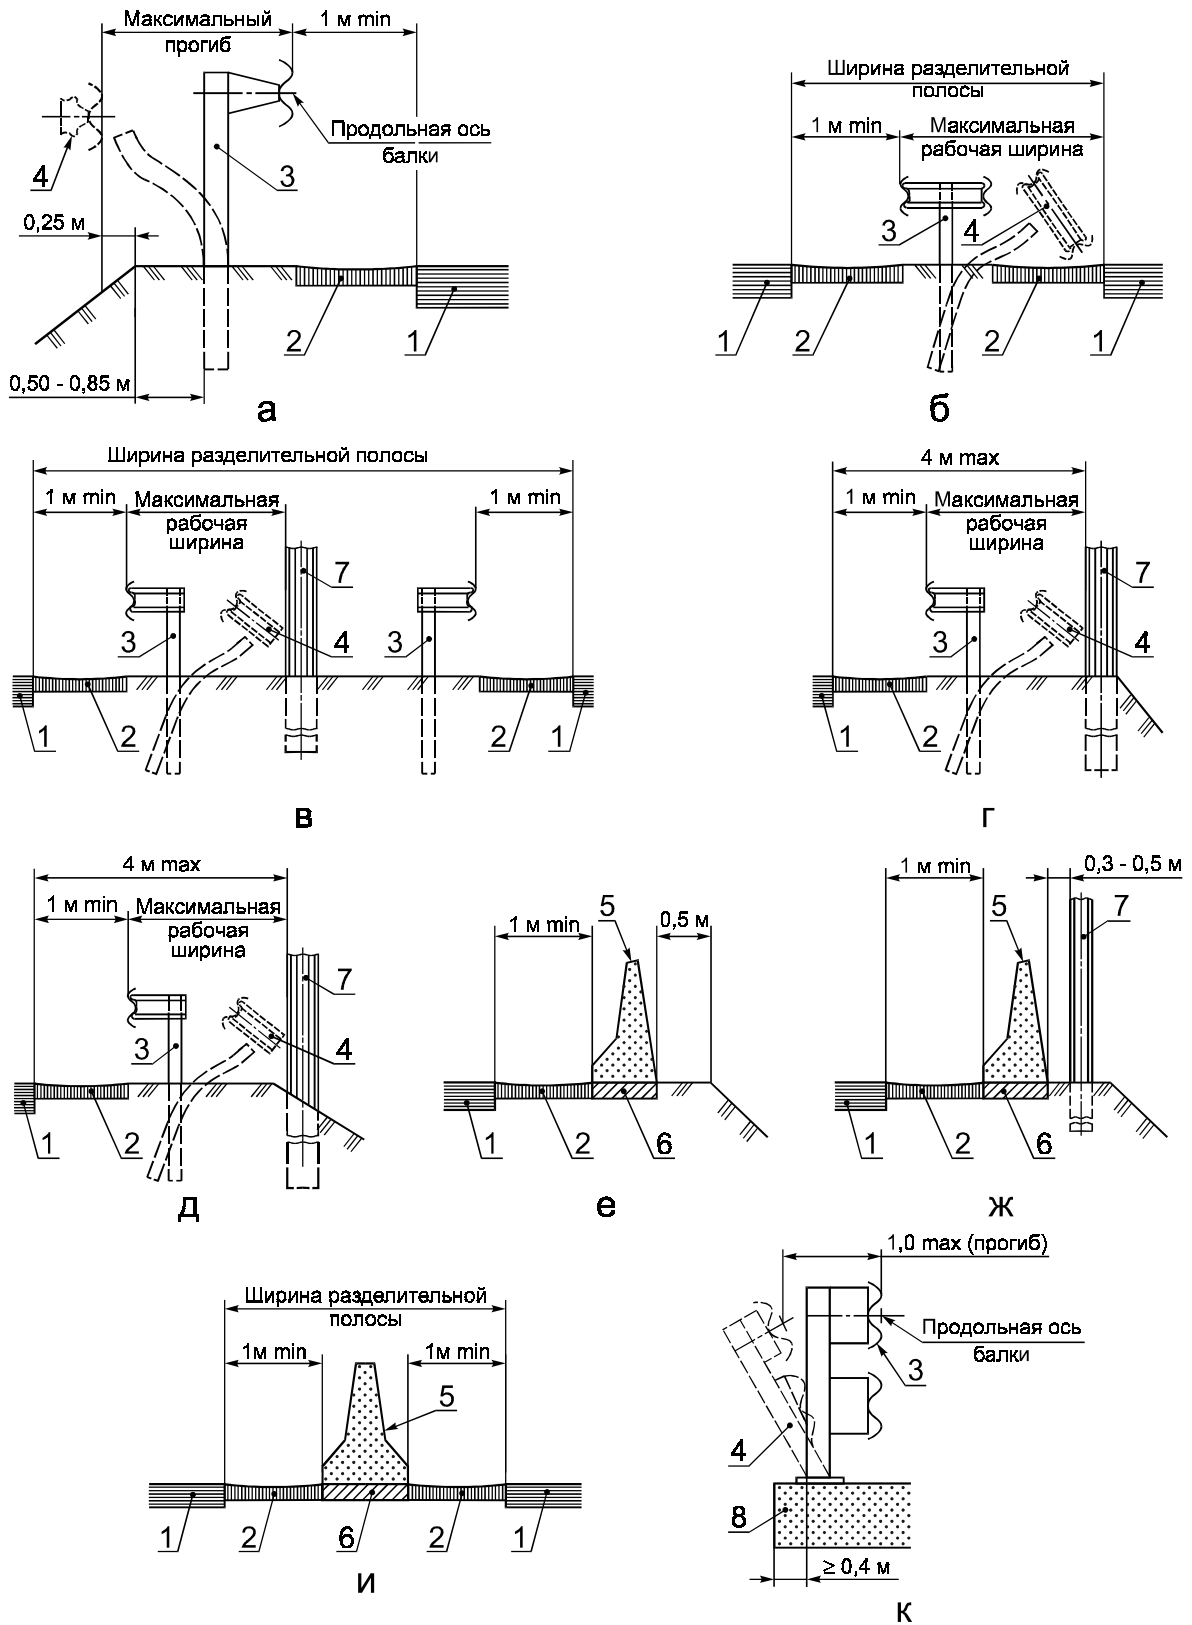 Максимальный
прогиб
1 м min
Продольная ось
балки
4
3
0,25 м
2
1
0,50 - 0,85 м
а
Ширина разделительной
полосы
1 м min
Максимальная
рабочая ширина
3
4
1
2
2
1
б
Ширина разделительной полосы
1 м min
Максимальная
рабочая
ширина
1 м min
7
3
4
3
1
2
2
1
в
4 м max
1 м min
Максимальная
рабочая
ширина
7
3
4
1
2
г
4 м max
1 м min
Максимальная
рабочая
ширина
7
3
4
1
2
д
5
1 м min
0,5 м
1
2
6
е
1 м min
0,3 - 0,5 м
5
7
1
2
6
ж
Ширина разделительной
полосы
1м min
1м min
5
1
2
6
2
1
и
1,0 max (прогиб)
Продольная ось
балки
3
4
8
≥ 0,4 м
к